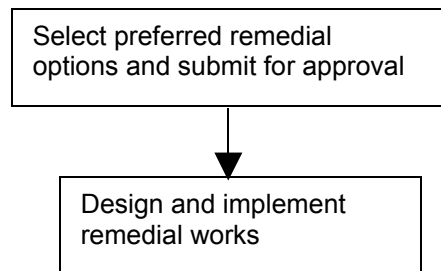 Select preferred remedial
options and submit for approval
Design and implement
remedial works